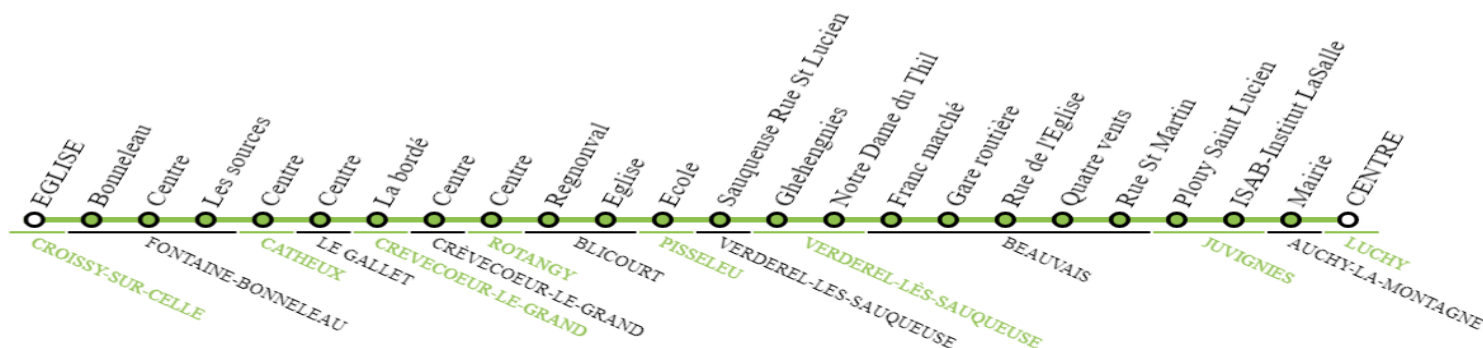 EGLISE
Bonneleau
Centre
Les sources
Centre
Centre
La bordé
Centre
Centre
Regnonval
Eglise
Ecole
Sauqueuse Rue St Lucien
Ghehengnies
Notre Dame du Thil
Franc marché
Gare routière
Rue de l'Eglise
Quatre vents
Rue St Martin
Plouy Saint Lucien
ISAB-Institut LaSalle
Mairie
CENTRE
CROISSY-SUR-CELLE
FONTAINE-BONNELEAU
CATHEUX
LE GALLET
CREVECOEUR-LE-GRAND
CRÈVECOEUR-LE-GRAND
ROTANGY
BLICOURT
PISSELEU
VERDEREL-LES-SAUQUEUSE
VERDEREL-LÈS-SAUQUEUSE
BEAUVAIS
JUVIGNIES
AUCHY-LA-MONTAGNE
LUCHY